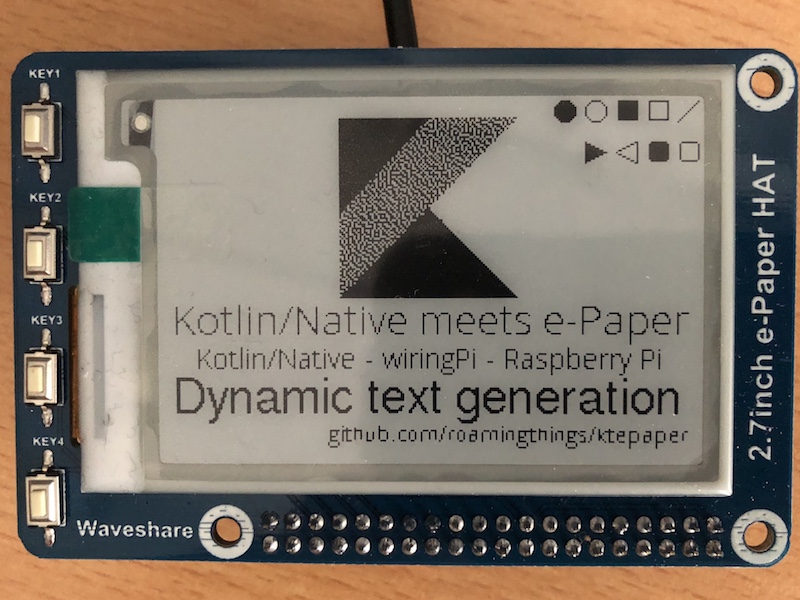 KEY1
KEY2
KEY3
KEY4
Kotlin/Native meets e-Paper
Kotlin/Native - wiringPi - Raspberry Pi
Dynamic text generation
github.com/roamingthings/ktepaper
Waveshare
2.7inch e-Paper HAT